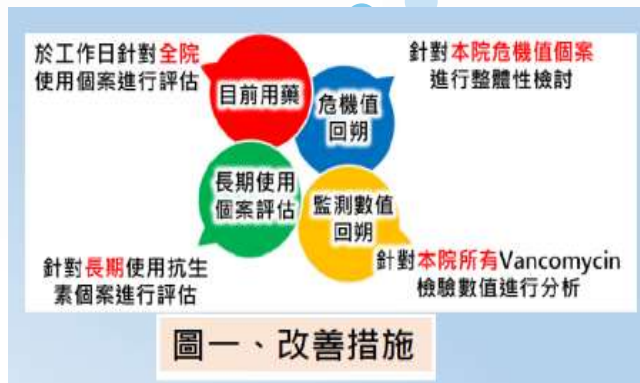 於工作日針對全院
使用個案進行評估
目前用藥
針對本院危機值個案
進行整體性檢討
危機值
回朔
長期使用
個案評估
監測數值
回朔
針對長期使用抗生
素個案進行評估
針對本院所有Vancomycin
檢驗數值進行分析
圖一、改善措施